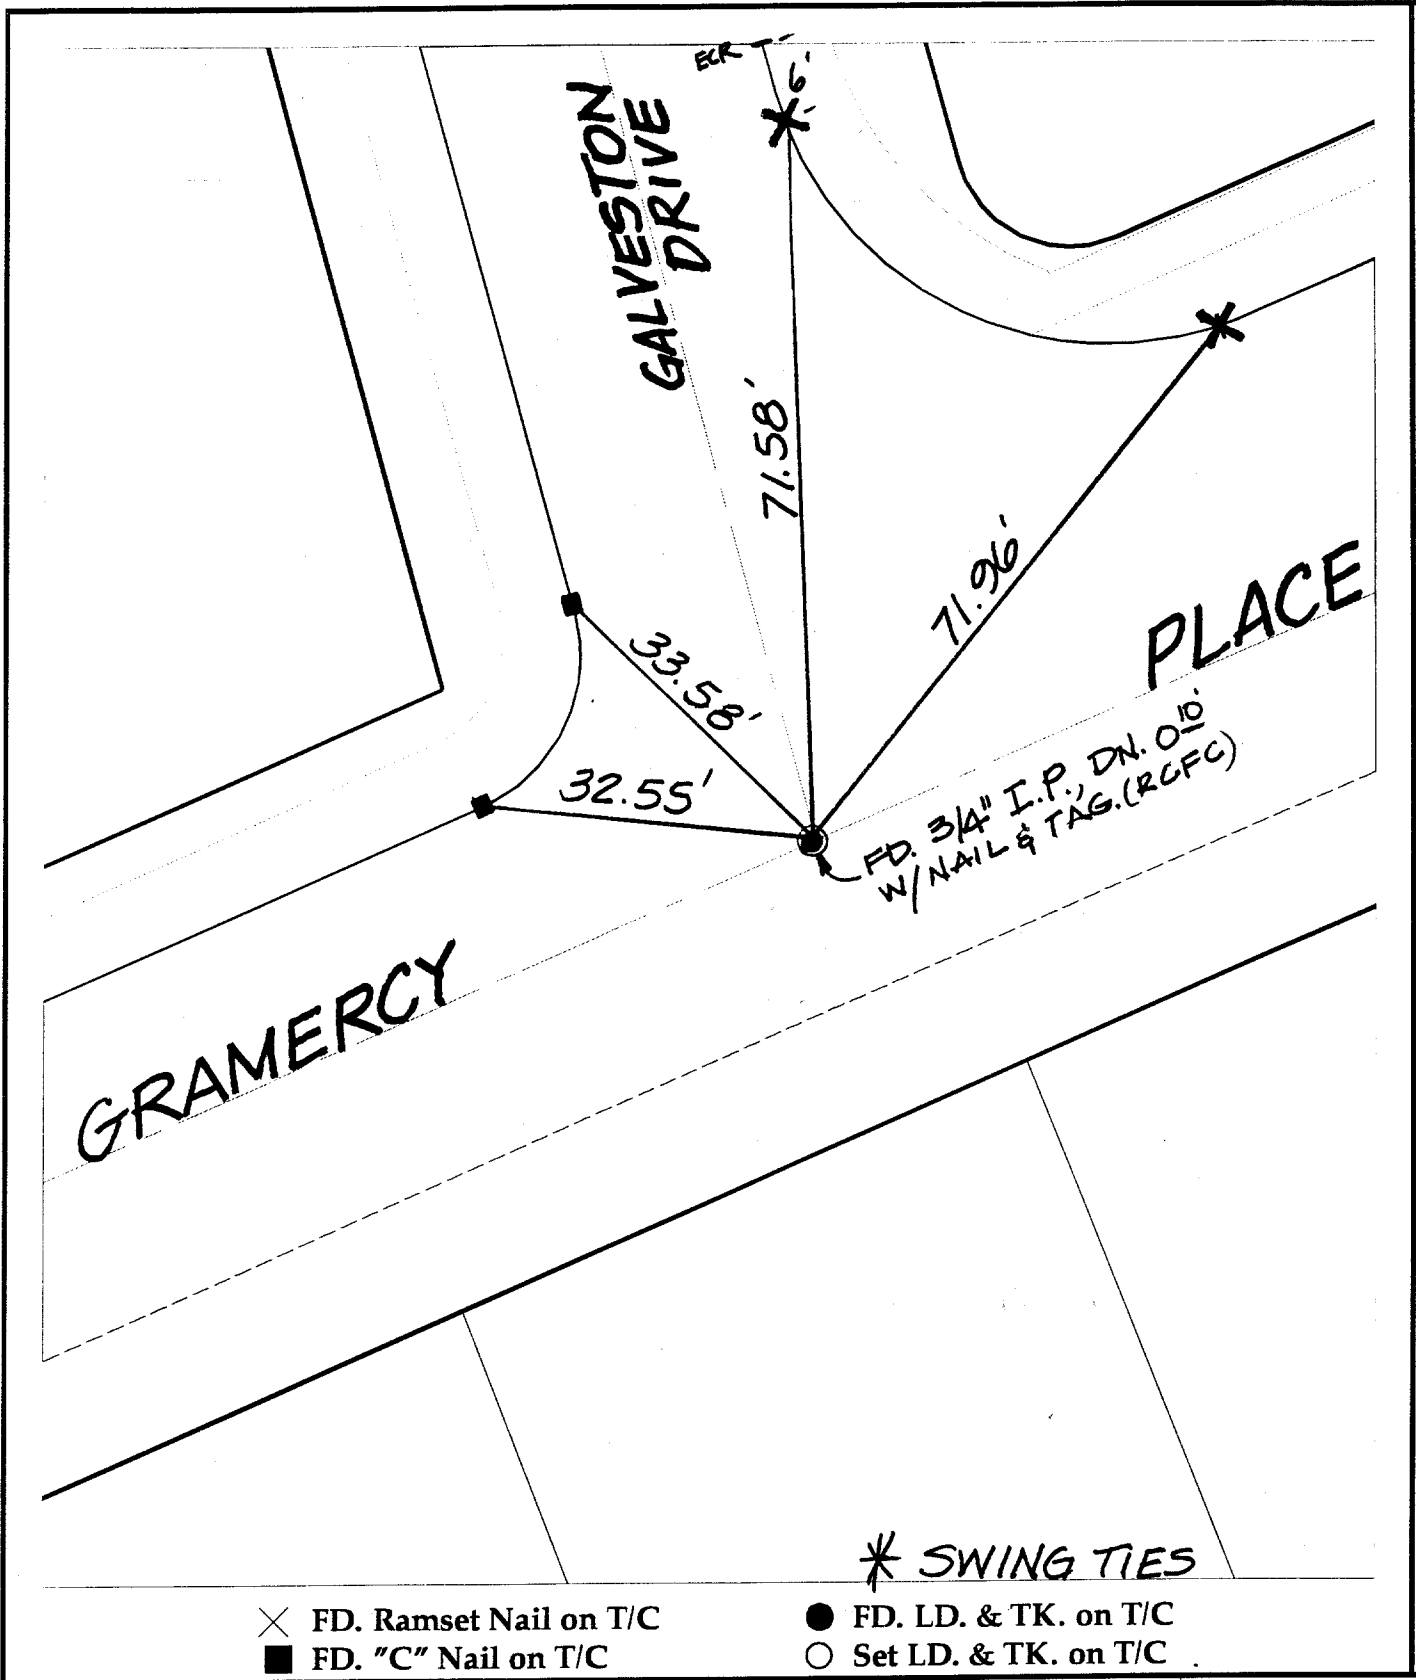 ECR
6'
GALVESTON
DRIVE
71.58'
71.96'
33.58'
32.55'
PLACE
FD. 3/4" I.P., DN. 0 10'
W/ NAIL & TAG. (RCFC)
GRAMERCY
* SWING TIES
FD. Ramset Nail on T/C
FD. "C" Nail on T/C
FD. LD. & TK. on T/C
Set LD. & TK. on T/C